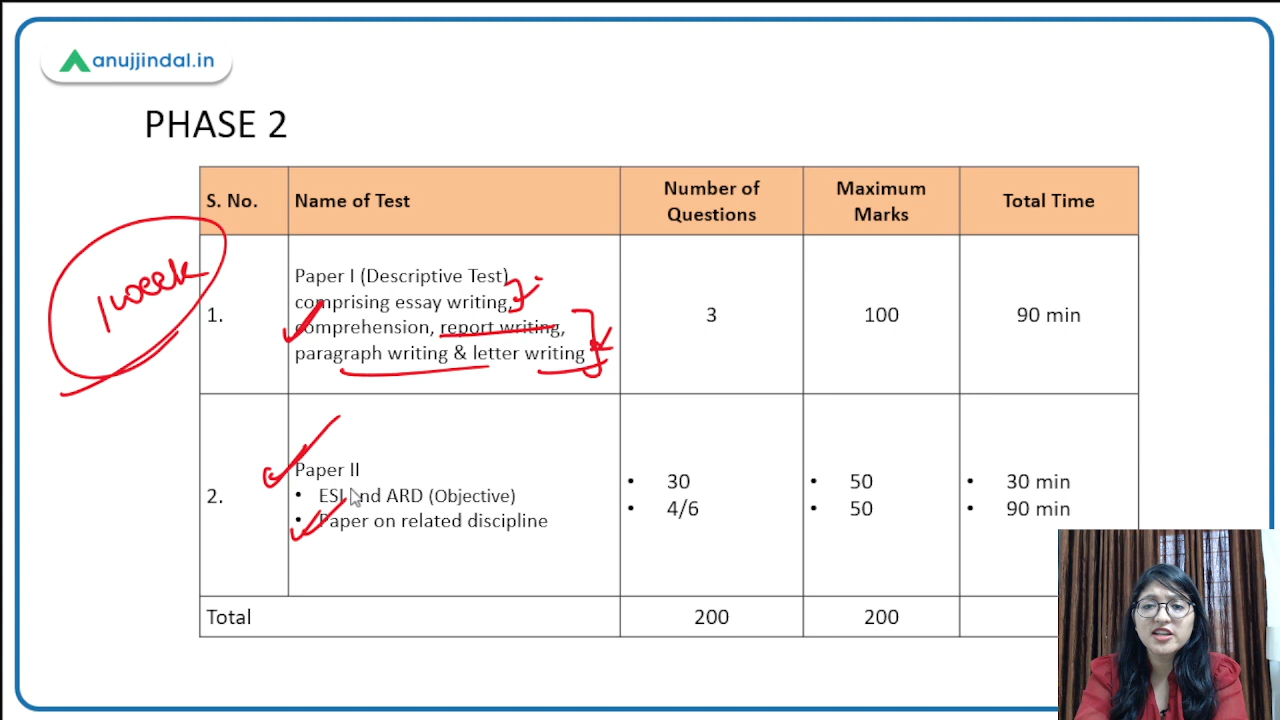 anujjindal.in
PHASE 2
S. No.
Name of Test
Number of
Questions
Maximum
Marks
Total Time
1week
1.
Paper I (Descriptive Test)
comprising essay writing,
comprehension, report writing,
paragraph writing & letter writing
3
100
90 min
2.
Paper II
• ESI and ARD (Objective)
• Paper on related discipline
• 30
• 4/6
• 50
• 50
• 30 min
• 90 min
Total
200
200